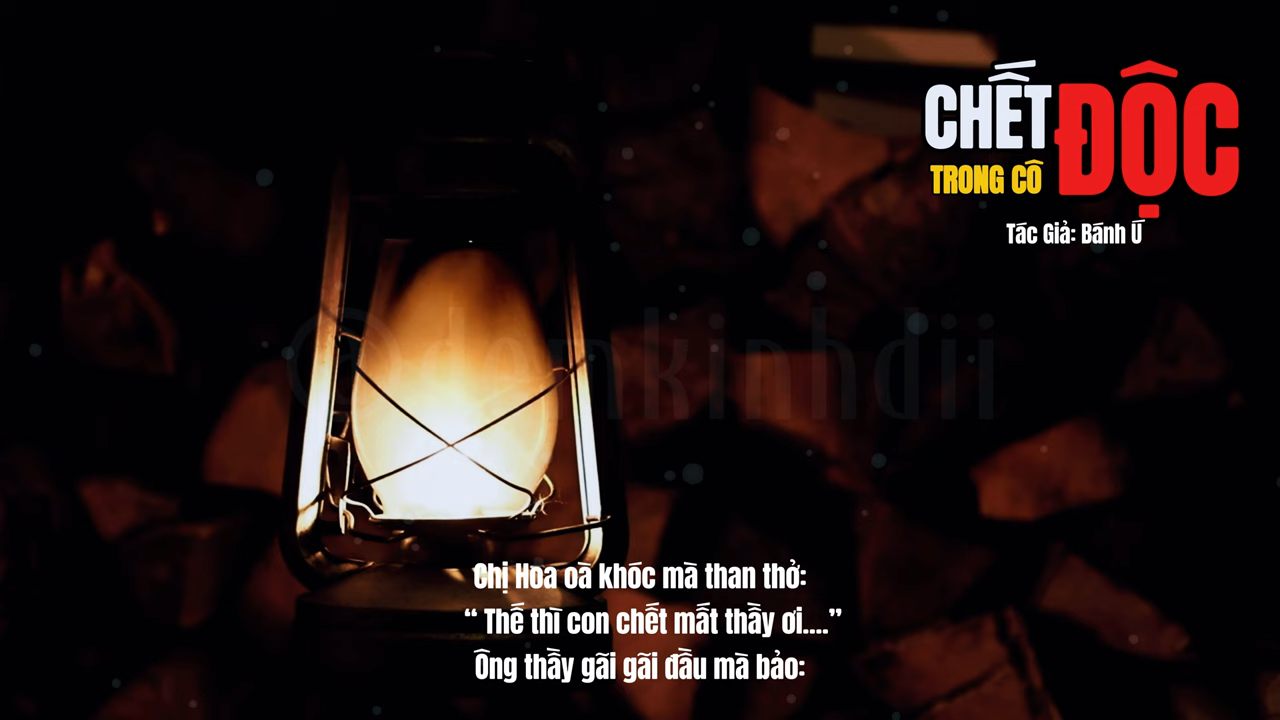 CHẾT ĐỘC
TRONG CÔ
Tác Giả: Bánh Ú
@demkinhdii
Chị Hoa oà khóc mà than thở:
“ Thế thì con chết mất thầy ơi....”
Ông thầy gãi gãi đầu mà bảo: